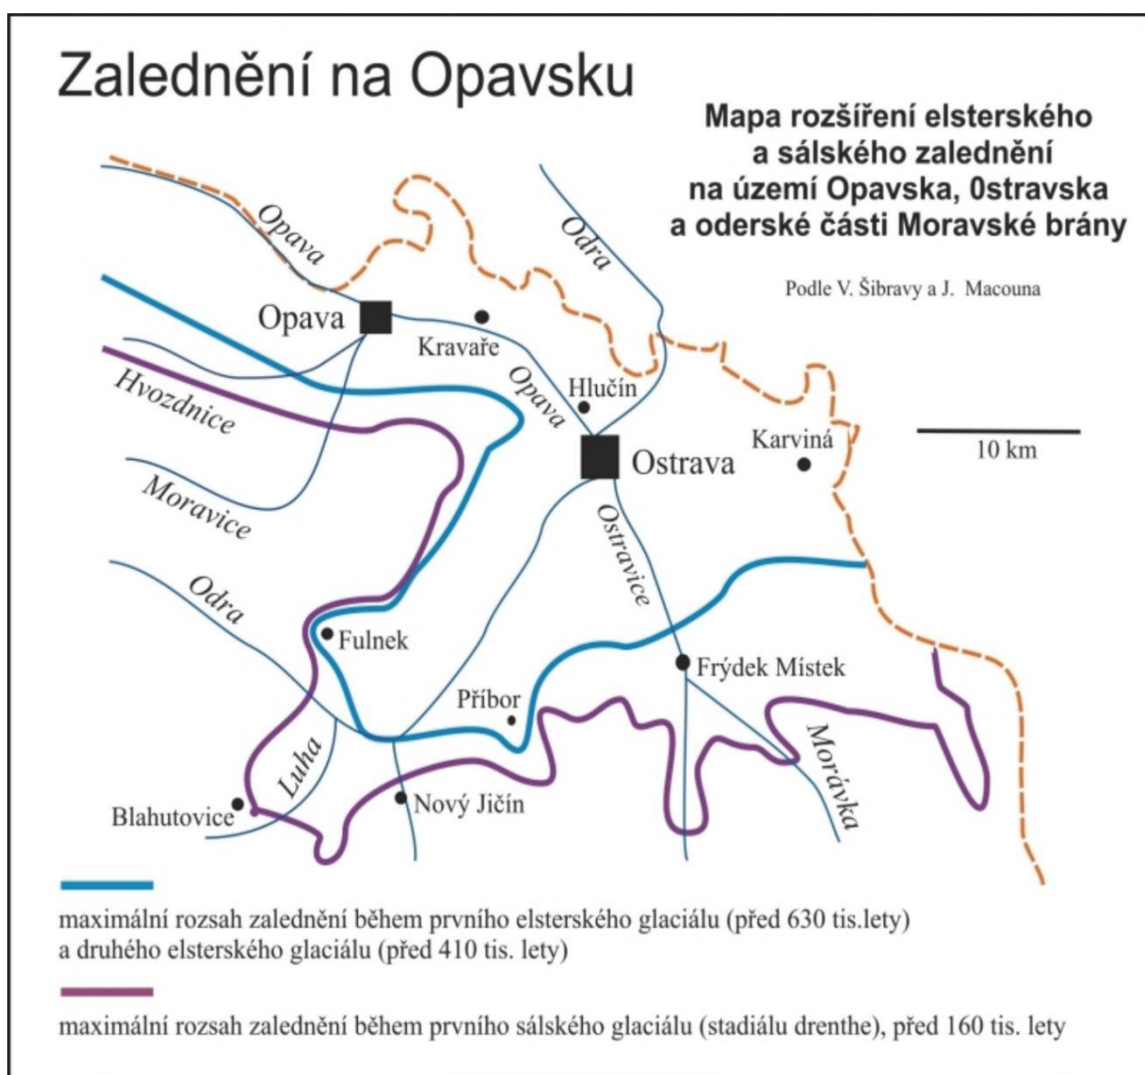 Zalednění na Opavsku
Mapa rozšíření elsterského
a sálského zalednění
na území Opavska, 0stravska
a oderské části Moravské brány
Podle V. Šibravy a J. Macouna
Opava
Odra
Opava
Kravaře
Opava
Hlučín
Hvozdnice
Karviná
10 km
Ostrava
Moravice
Ostravice
Odra
Fulnek
Frýdek Místek
Příbor
Luha
Morávka
Nový Jičín
Blahutovice
maximální rozsah zalednění během prvního elsterského glaciálu (před 630 tis.lety)
a druhého elsterského glaciálu (před 410 tis. lety)
maximální rozsah zalednění během prvního sálského glaciálu (stadiálu drenthe), před 160 tis. lety